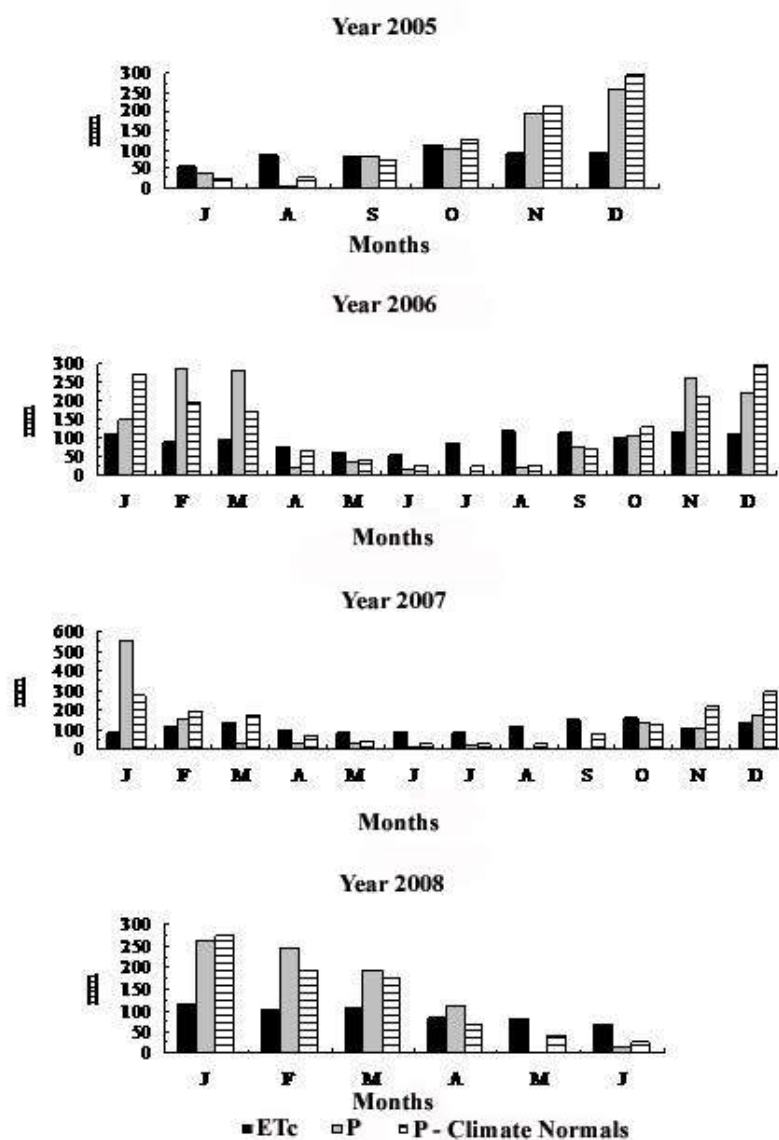 Year 2005
300
250
200
150
100
50
0
J A S O N D
Months
Year 2006
300
250
200
150
100
50
0
J F M A M J J A S O N D
Months
Year 2007
600
500
400
300
200
100
0
J F M A M J J A S O N D
Months
Year 2008
300
250
200
150
100
50
0
J F M A M J
Months
ETc P P - Climate Normals